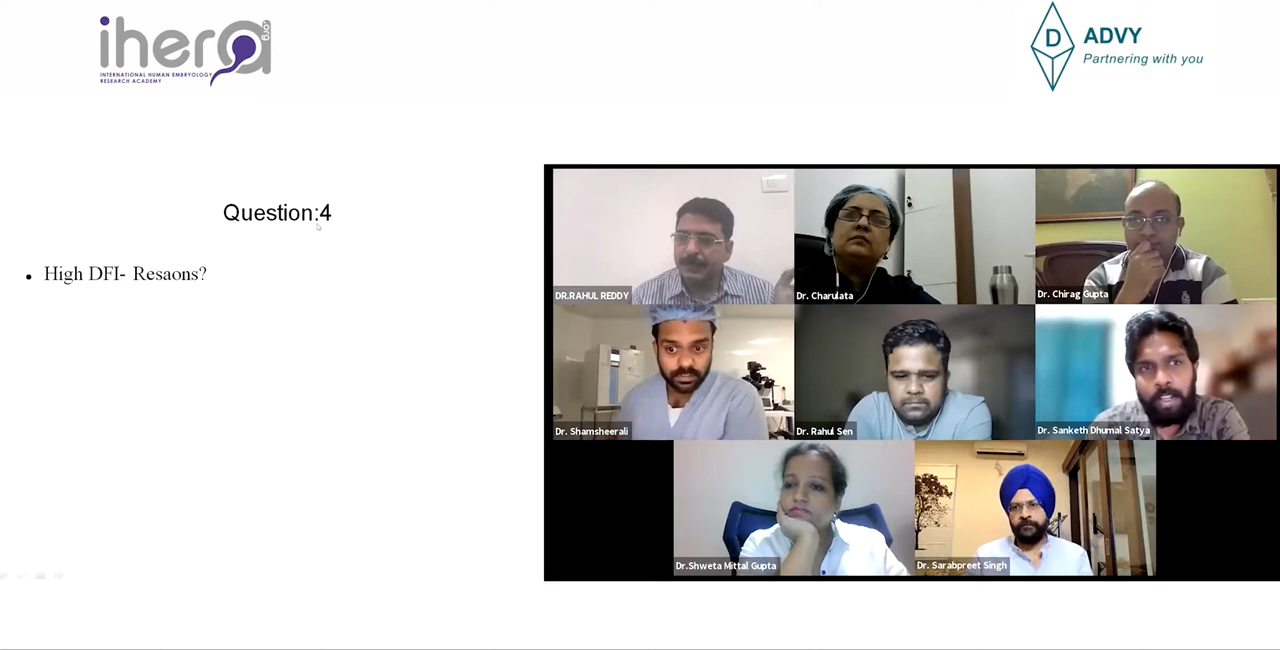 ihera
.org
INTERNATIONAL HUMAN EMBRYOLOGY
RESEARCH ACADEMY
D
ADVY
Partnering with you
Question:4
• High DFI- Resaons?
DR.RAHUL REDDY
Dr. Charulata
Dr. Chirag Gupta
Dr. Shamsheerali
Dr. Rahul Sen
Dr. Sanketh Dhumal Satya
Dr.Shweta Mittal Gupta
Dr. Sarabpreet Singh